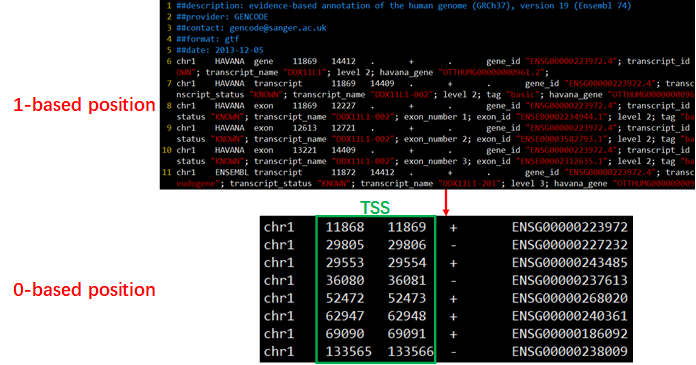 1 ##description: evidence-based annotation of the human genome (GRCh37), version 19 (Ensembl 74)
2 ##provider: GENCODE
3 ##contact: gencode@sanger.ac.uk
4 ##format: gtf
5 ##date: 2013-12-05
6 chr1 HAVANA gene 11869 14412 . + . gene_id "ENSG00000223972.4"; transcript_id
OWN"; transcript_name "DDX11L1"; level 2; havana_gene "OTTHUMG00000000961.2";
7 chr1 HAVANA transcript 11869 14409 . + . gene_id "ENSG00000223972.4"; transc
nscript_status "KNOWN"; transcript_name "DDX11L1-002"; level 2; tag "basic"; havana_gene "OTTHUMG000000096
8 chr1 HAVANA exon 11869 12227 . + . gene_id "ENSG00000223972.4"; transcri
status "KNOWN"; transcript_name "DDX11L1-002"; exon_number 1; exon_id "ENSE00002234944.1"; level 2; tag "ba
9 chr1 HAVANA exon 12613 12721 . + . gene_id "ENSG00000223972.4"; transcri
status "KNOWN"; transcript_name "DDX11L1-002"; exon_number 2; exon_id "ENSE00003582793.1"; level 2; tag "ba
10 chr1 HAVANA exon 13221 14409 . + . gene_id "ENSG00000223972.4"; transcri
status "KNOWN"; transcript_name "DDX11L1-002"; exon_number 3; exon_id "ENSE00002312635.1"; level 2; tag "ba
11 chr1 ENSEMBL transcript 11872 14412 . + . gene_id "ENSG00000223972.4"; transc
eudogene"; transcript_status "KNOWN"; transcript_name "DDX11L1-201"; level 3; havana_gene "OTTHUMG000000009
1-based position
TSS
chr1 11868 11869 + ENSG00000223972
chr1 29805 29806 - ENSG00000227232
chr1 29553 29554 + ENSG00000243485
chr1 36080 36081 - ENSG00000237613
chr1 52472 52473 + ENSG00000268020
chr1 62947 62948 + ENSG00000240361
chr1 69090 69091 + ENSG00000186092
chr1 133565 133566 - ENSG00000238009
0-based position